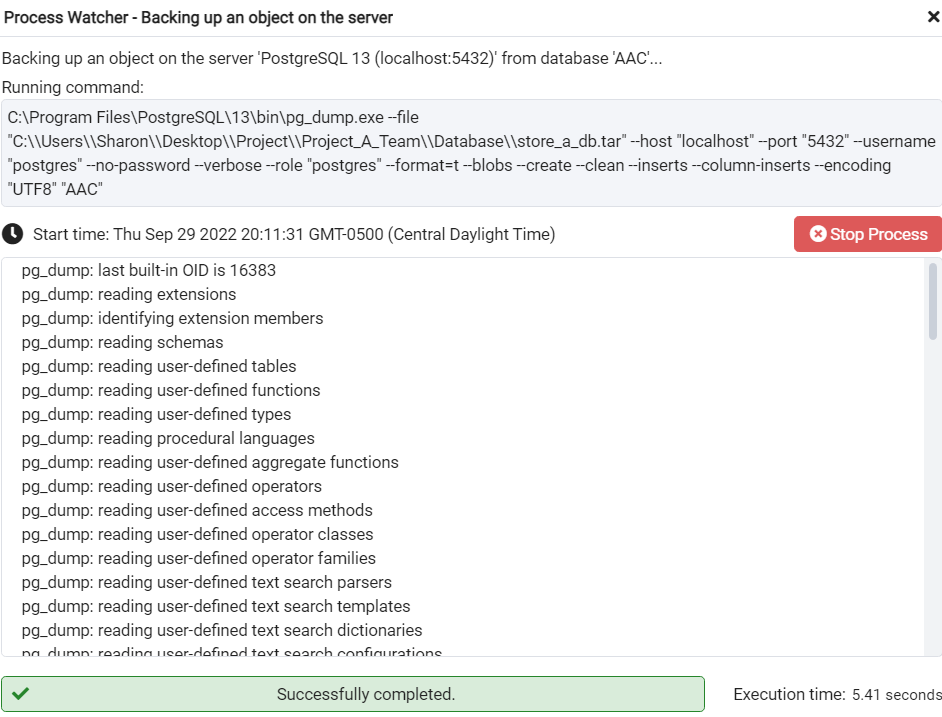 Process Watcher - Backing up an object on the server
Backing up an object on the server 'PostgreSQL 13 (localhost:5432)' from database 'AAC'...
Running command:
C:\Program Files\PostgreSQL\13\bin\pg_dump.exe --file
"C:\\Users\\Sharon\\Desktop\\Project\\Project_A_Team\\Database\\store_a_db.tar" --host "localhost" --port "5432" --username
"postgres" --no-password --verbose --role "postgres" --format=t --blobs --create --clean --inserts --column-inserts --encoding
"UTF8" "AAC"
Start time: Thu Sep 29 2022 20:11:31 GMT-0500 (Central Daylight Time)
Stop Process
pg_dump: last built-in OID is 16383
pg_dump: reading extensions
pg_dump: identifying extension members
pg_dump: reading schemas
pg_dump: reading user-defined tables
pg_dump: reading user-defined functions
pg_dump: reading user-defined types
pg_dump: reading procedural languages
pg_dump: reading user-defined aggregate functions
pg_dump: reading user-defined operators
pg_dump: reading user-defined access methods
pg_dump: reading user-defined operator classes
pg_dump: reading user-defined operator families
pg_dump: reading user-defined text search parsers
pg_dump: reading user-defined text search templates
pg_dump: reading user-defined text search dictionaries
pg_dump: reading user-defined text search configurations
Successfully completed.
Execution time: 5.41 seconds